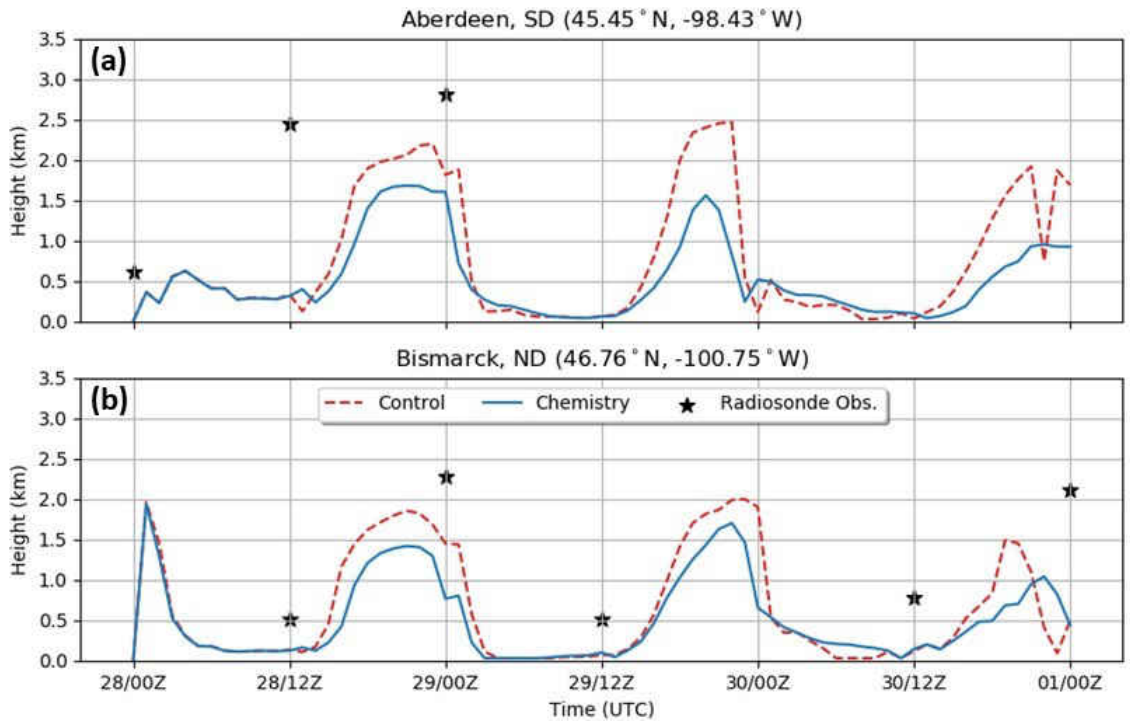 Aberdeen, SD (45.45°N, -98.43°W)
(a)
3.5
3.0
2.5
2.0
1.5
1.0
0.5
0.0
Height (km)
Bismarck, ND (46.76°N, -100.75°W)
(b)
Control
Chemistry
Radiosonde Obs.
3.5
3.0
2.5
2.0
1.5
1.0
0.5
0.0
Height (km)
28/00Z 28/12Z 29/00Z 29/12Z 30/00Z 30/12Z 01/00Z
Time (UTC)